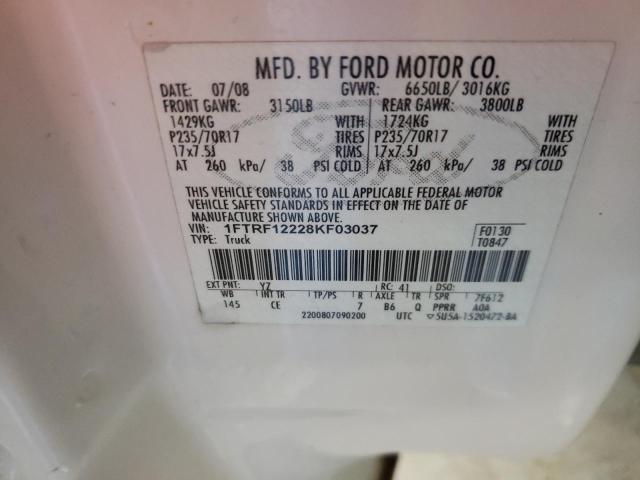 MFD. BY FORD MOTOR CO.
DATE: 07/08 GVWR: 6650LB/ 3016KG
FRONT GAWR: 3150LB REAR GAWR: 3800LB
1429KG WITH 1724KG WITH
P235/70R17 TIRES P235/70R17 TIRES
17x7.5J RIMS 17x7.5J RIMS
AT 260 kPa/ 38 PSI COLD AT 260 kPa/ 38 PSI COLD
THIS VEHICLE CONFORMS TO ALL APPLICABLE FEDERAL MOTOR
VEHICLE SAFETY STANDARDS IN EFFECT ON THE DATE OF
MANUFACTURE SHOWN ABOVE.
VIN: 1FTRF12228KF03037 F0130
TYPE: Truck T0847
EXT PNT: YZ RC: 41 DSO:
WB INT TR TP/PS R AXLE TR SPR 7F612
145 CE 7 B6 Q PPRR AOA
2200807090200 UTC ▽5U5A-1520472-BA
Ford